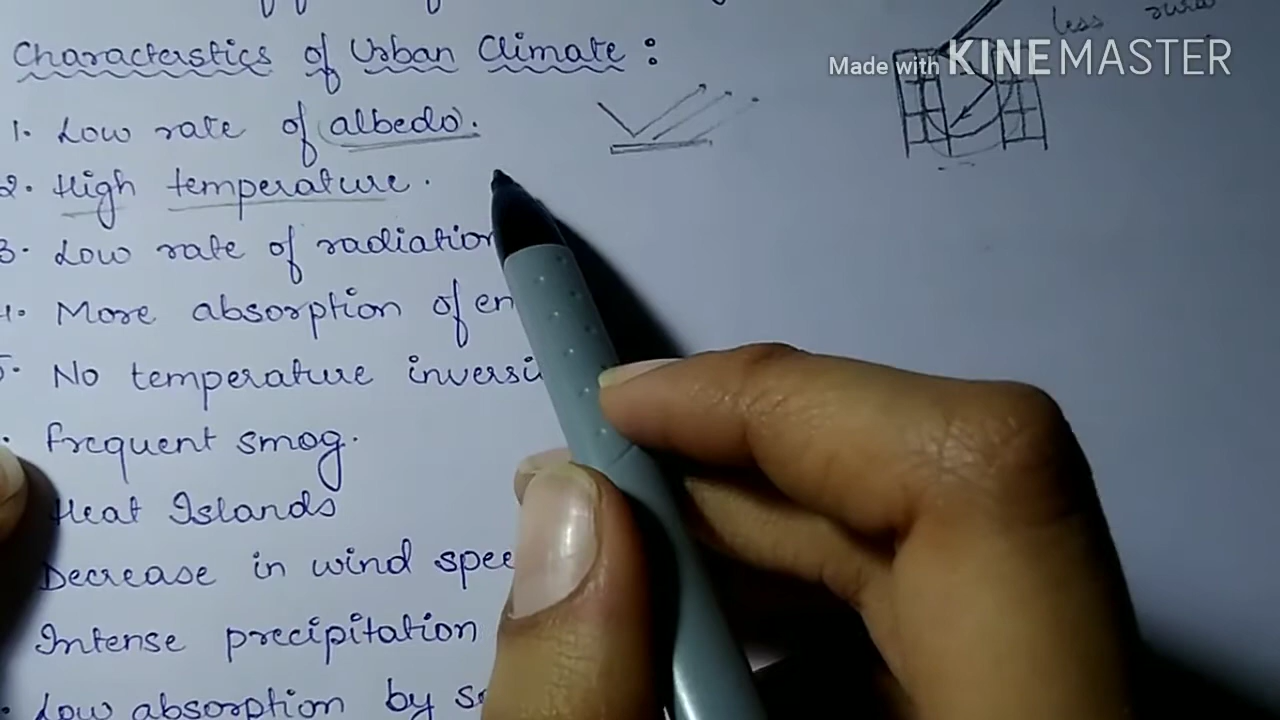 less
Made with KINEMASTER
Characterstics of Urban Climate :
1. Low rate of albedo.
2. High temperature.
3. Low rate of radiation
4. More absorption of en
5. No temperature inversi
Frequent smog.
Heat Islands
Decrease in wind spee
Intense precipitation
Low absorption by